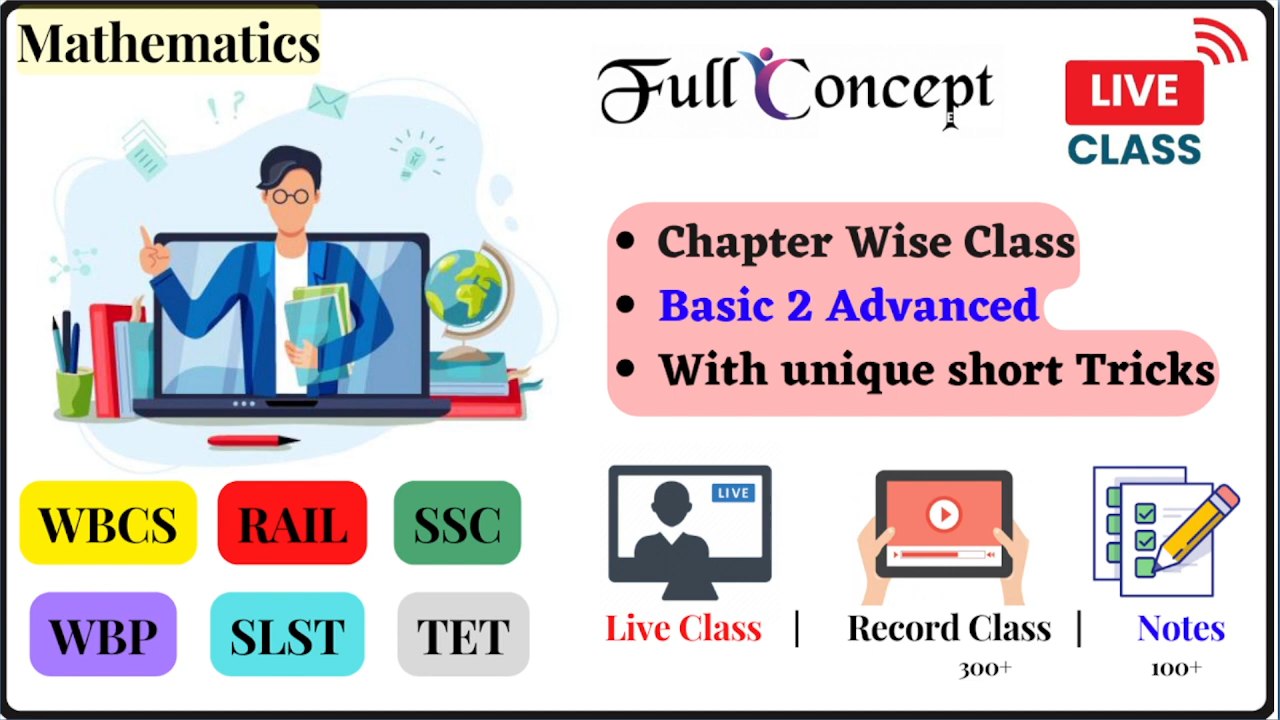 Mathematics
Full Concept
LIVE
CLASS
• Chapter Wise Class
• Basic 2 Advanced
• With unique short Tricks
WBCS
RAIL
SSC
WBP
SLST
TET
LIVE
Live Class | Record Class | Notes
300+
100+